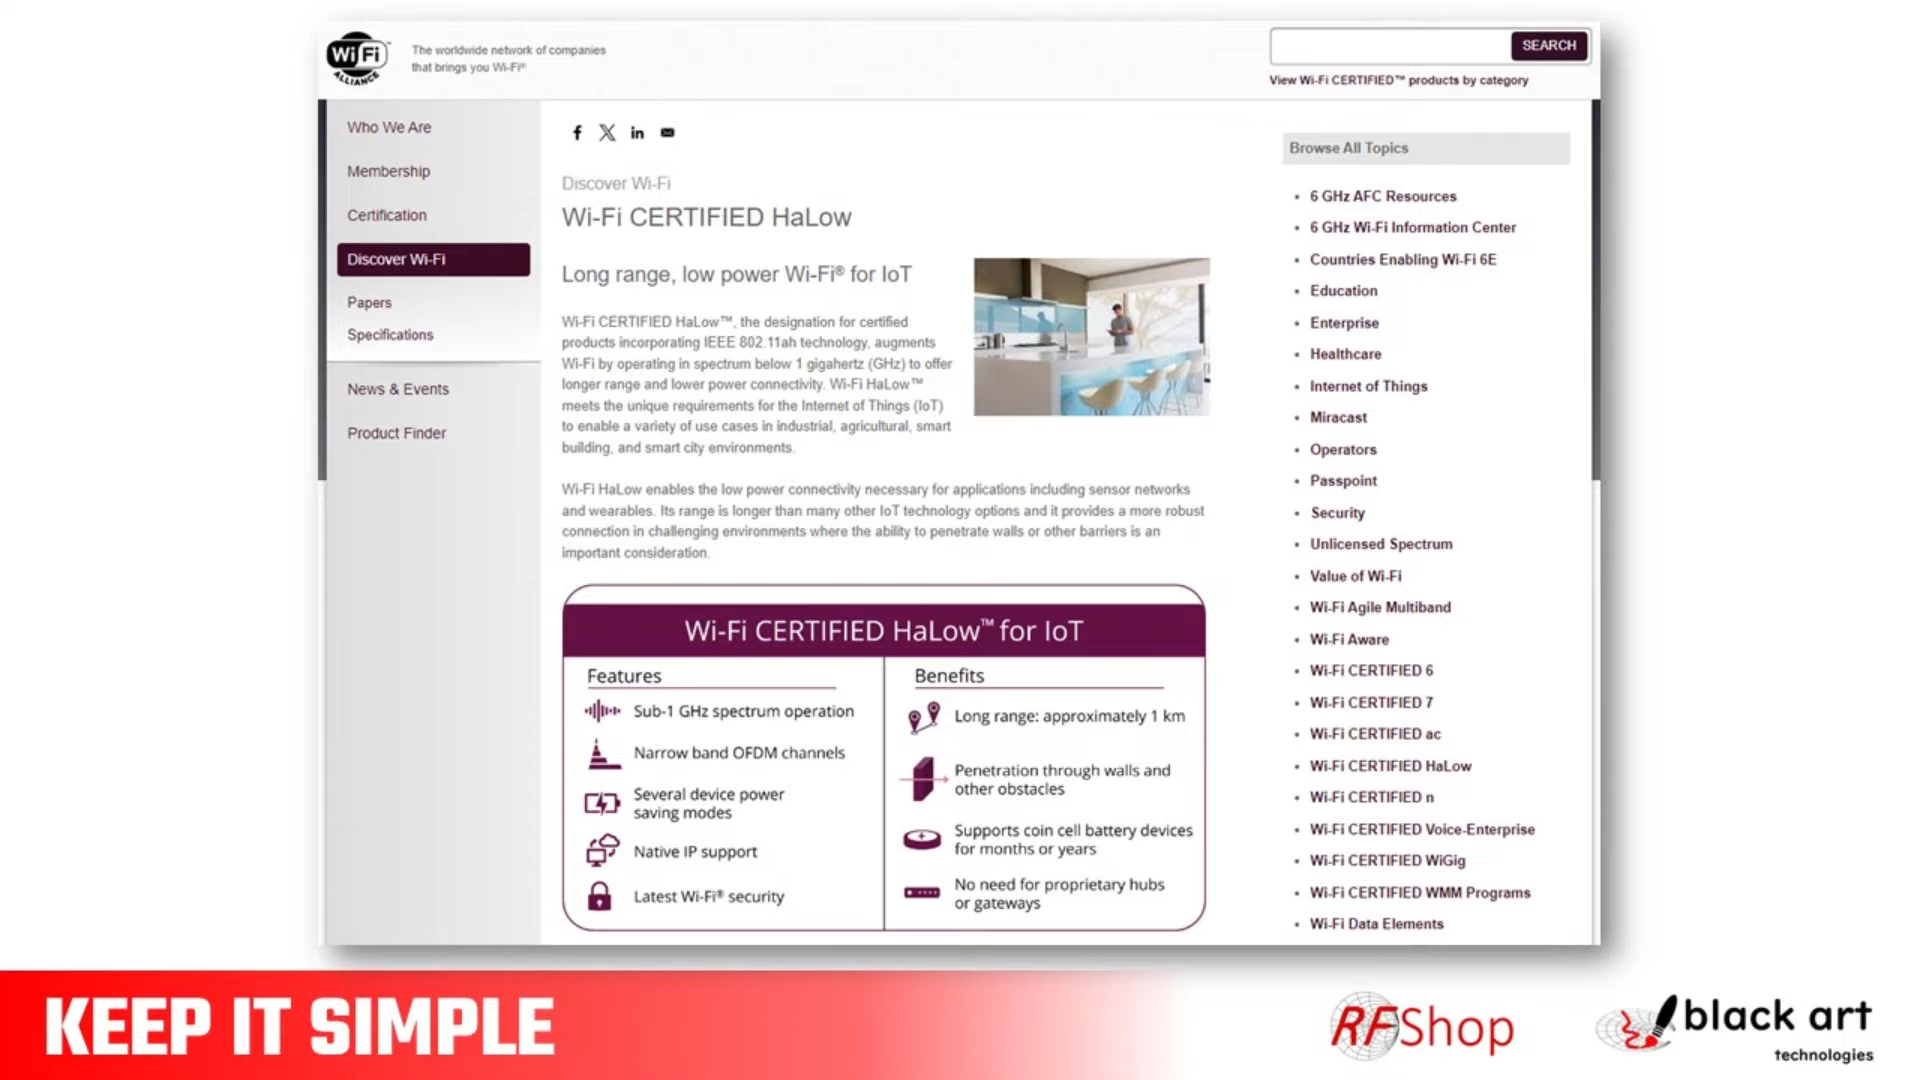 Wi Fi
ALLIANCE
The worldwide network of companies
that brings you Wi-Fi®
SEARCH
View Wi-Fi CERTIFIED™ products by category
Who We Are
Membership
Certification
Discover Wi-Fi
Papers
Specifications
News & Events
Product Finder
Discover Wi-Fi
Wi-Fi CERTIFIED HaLow
Long range, low power Wi-Fi® for IoT
Wi-Fi CERTIFIED HaLow™, the designation for certified
products incorporating IEEE 802.11ah technology, augments
Wi-Fi by operating in spectrum below 1 gigahertz (GHz) to offer
longer range and lower power connectivity. Wi-Fi HaLow™
meets the unique requirements for the Internet of Things (IoT)
to enable a variety of use cases in industrial, agricultural, smart
building, and smart city environments.
Wi-Fi HaLow enables the low power connectivity necessary for applications including sensor networks
and wearables. Its range is longer than many other IoT technology options and it provides a more robust
connection in challenging environments where the ability to penetrate walls or other barriers is an
important consideration.
Wi-Fi CERTIFIED HaLow™ for IoT
Features
Sub-1 GHz spectrum operation
Narrow band OFDM channels
Several device power
saving modes
Native IP support
Latest Wi-Fi® security
Benefits
Long range: approximately 1 km
Penetration through walls and
other obstacles
Supports coin cell battery devices
for months or years
No need for proprietary hubs
or gateways
Browse All Topics
6 GHz AFC Resources
6 GHz Wi-Fi Information Center
Countries Enabling Wi-Fi 6E
Education
Enterprise
Healthcare
Internet of Things
Miracast
Operators
Passpoint
Security
Unlicensed Spectrum
Value of Wi-Fi
Wi-Fi Agile Multiband
Wi-Fi Aware
Wi-Fi CERTIFIED 6
Wi-Fi CERTIFIED 7
Wi-Fi CERTIFIED ac
Wi-Fi CERTIFIED HaLow
Wi-Fi CERTIFIED n
Wi-Fi CERTIFIED Voice-Enterprise
Wi-Fi CERTIFIED WiGig
Wi-Fi CERTIFIED WMM Programs
Wi-Fi Data Elements
KEEP IT SIMPLE
RFShop
black art
technologies